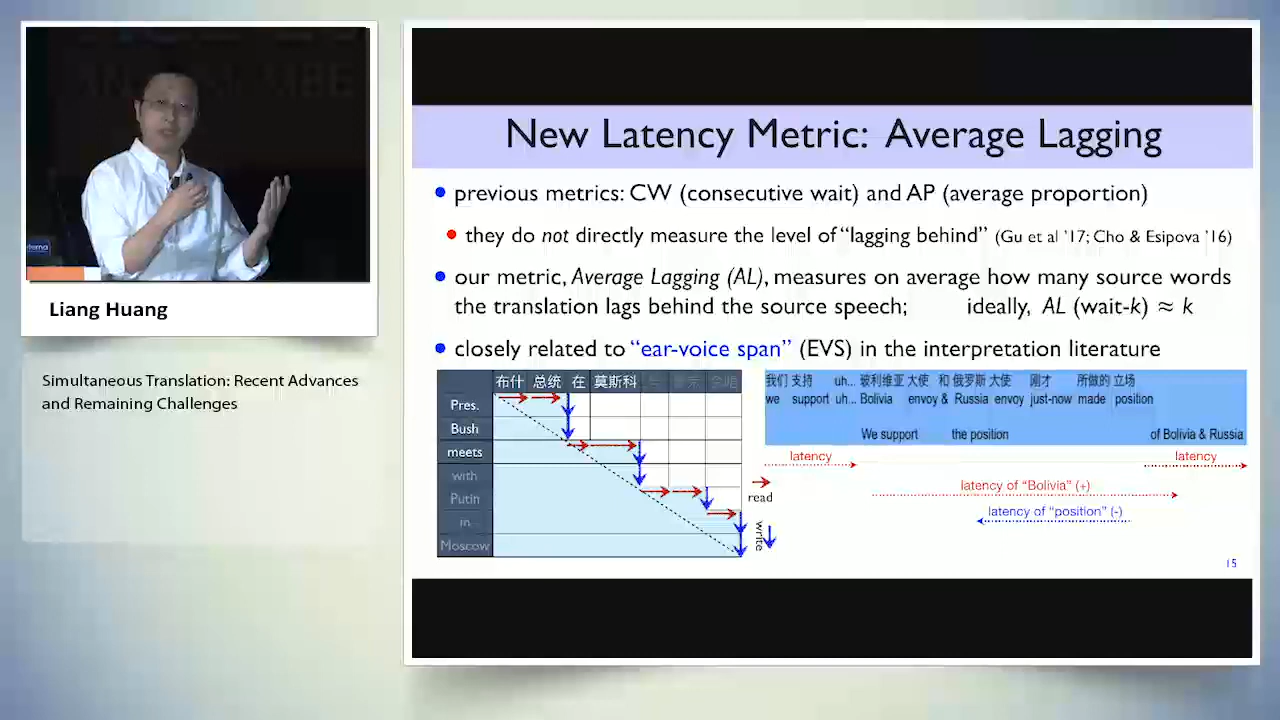 Liang Huang
Simultaneous Translation: Recent Advances
and Remaining Challenges
New Latency Metric: Average Lagging
• previous metrics: CW (consecutive wait) and AP (average proportion)
• they do not directly measure the level of "lagging behind" (Gu et al '17; Cho & Esipova '16)
• our metric, Average Lagging (AL), measures on average how many source words
the translation lags behind the source speech; ideally, AL (wait-k) ≈ k
• closely related to "ear-voice span" (EVS) in the interpretation literature
布什 总统 在 莫斯科
Pres.
Bush
meets
with
Putin
in
Moscow
read
write
我们 支持 uh... 玻利维亚 大使 和 俄罗斯 大使 刚才 所做的 立场
we support uh... Bolivia envoy & Russia envoy just-now made position
We support the position of Bolivia & Russia
latency latency
latency of "Bolivia" (+)
latency of "position" (-)
15